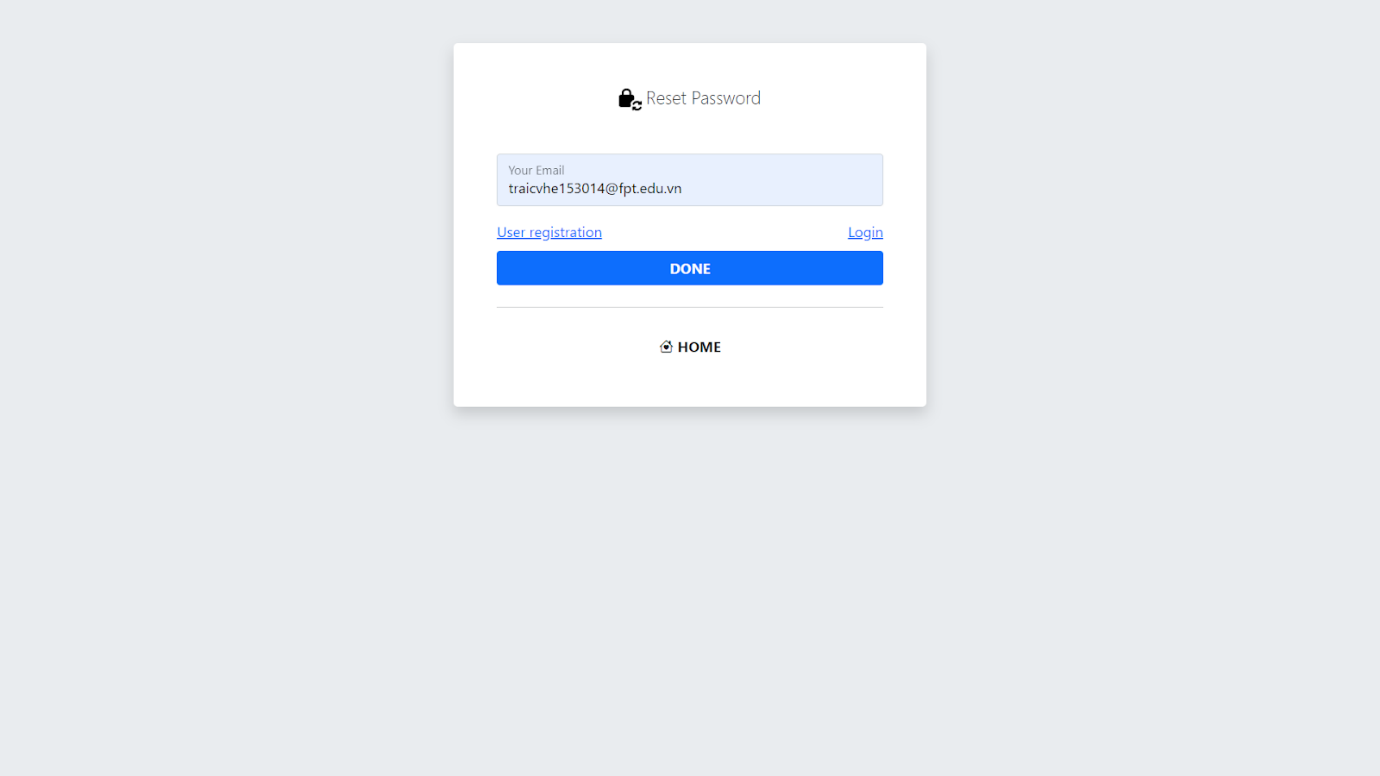 Reset Password
Your Email
traicvhe153014@fpt.edu.vn
User registration Login
DONE
HOME